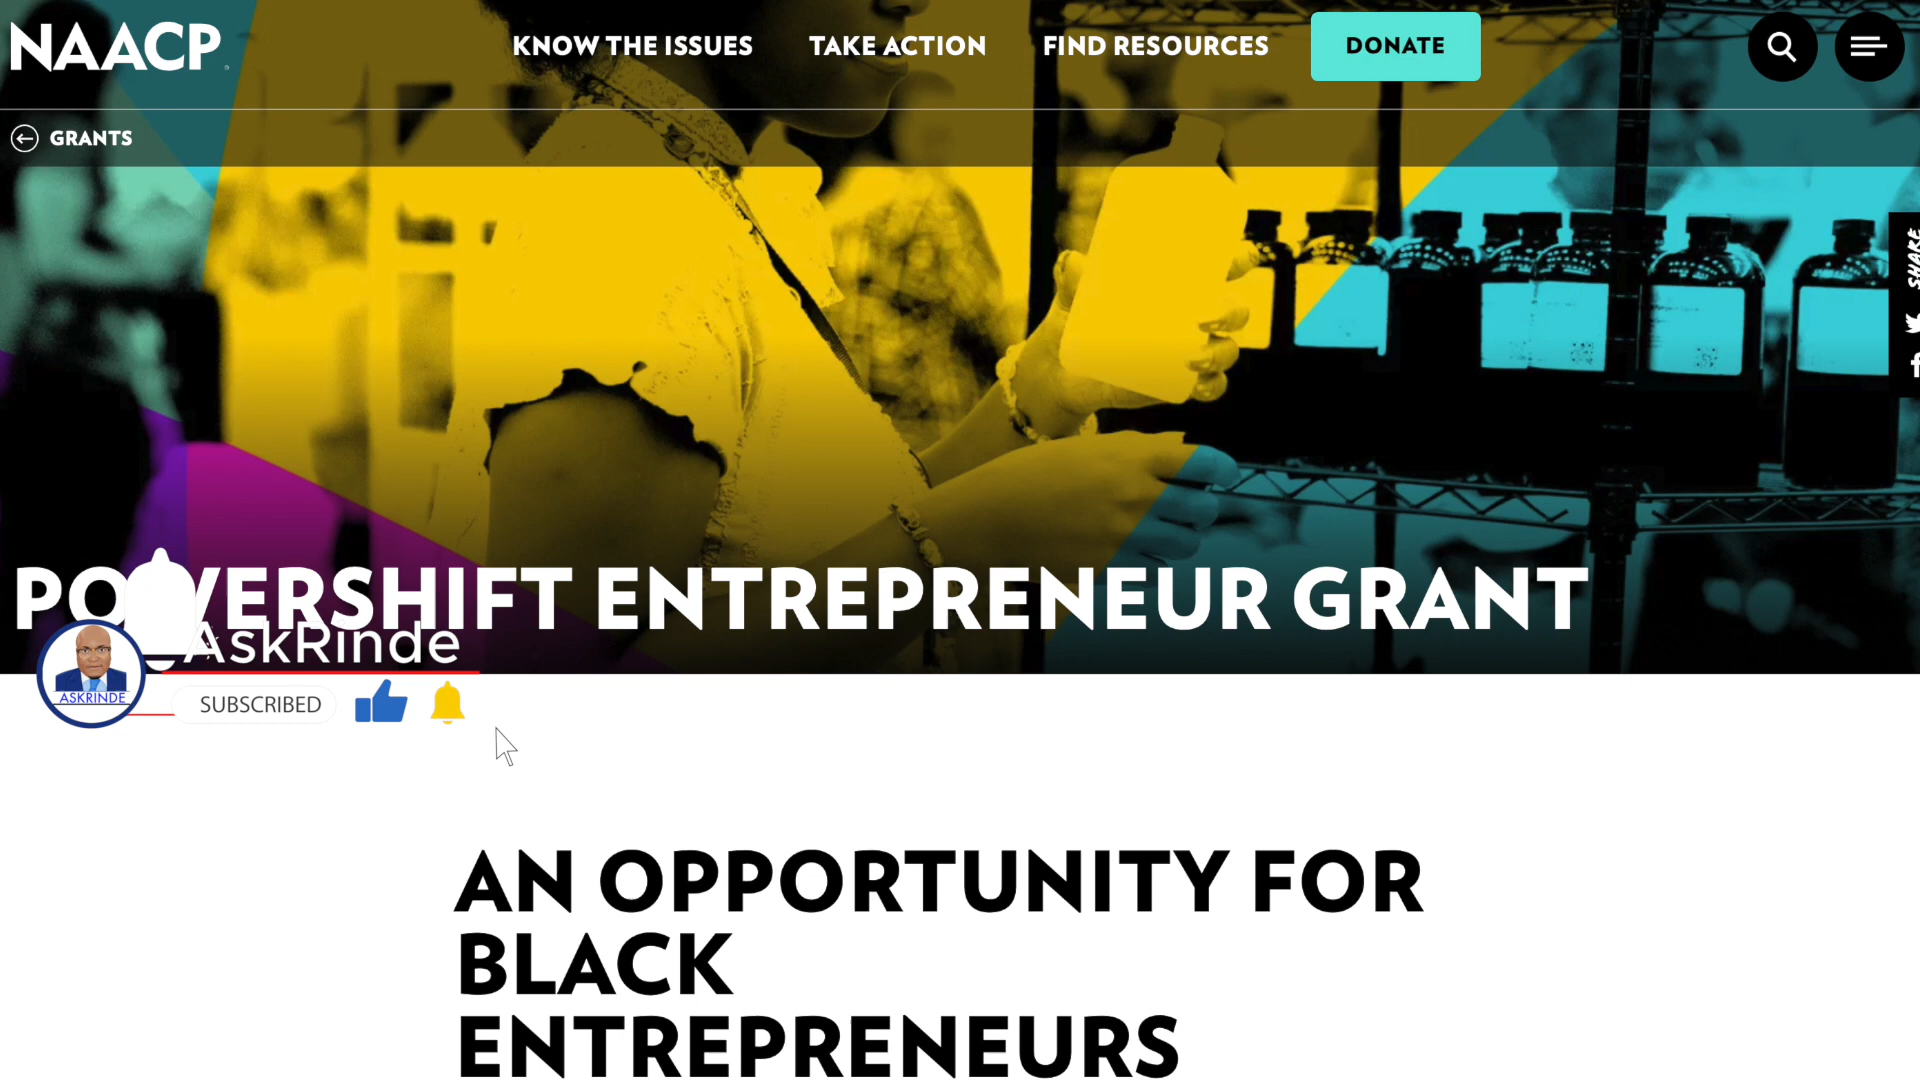 NAACP
KNOW THE ISSUES
TAKE ACTION
FIND RESOURCES
DONATE
GRANTS
SHARE
POWERSHIFT ENTREPRENEUR GRANT
AskRinde
ASKRINDE
SUBSCRIBED
AN OPPORTUNITY FOR
BLACK
ENTREPRENEURS